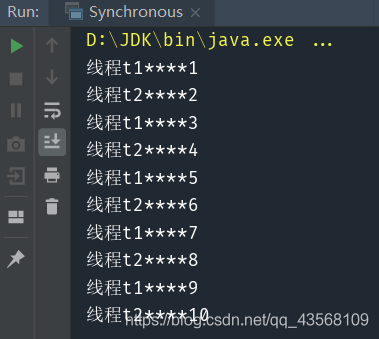 Run: Synchronous ×
D:\JDK\bin\java.exe ...
线程t1****1
线程t2****2
线程t1****3
线程t2****4
线程t1****5
线程t2****6
线程t1****7
线程t2****8
线程t1****9
线程t2****10
https://blog.csdn.net/qq_43568109